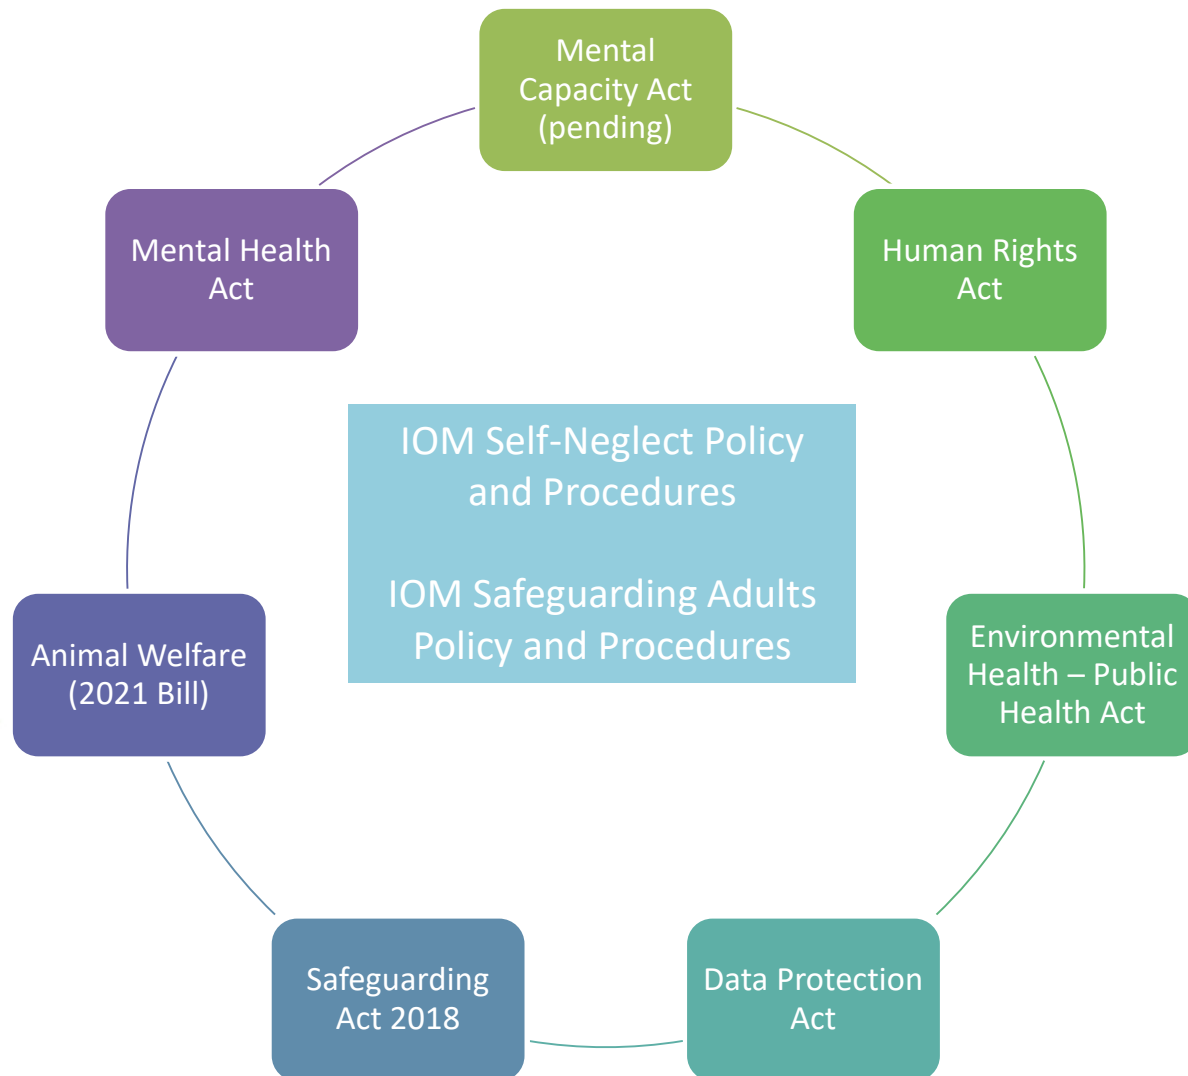 Mental
Capacity Act
(pending)
Human Rights
Act
Environmental
Health – Public
Health Act
Data Protection
Act
Safeguarding
Act 2018
Animal Welfare
(2021 Bill)
Mental Health
Act
IOM Self-Neglect Policy
and Procedures
IOM Safeguarding Adults
Policy and Procedures